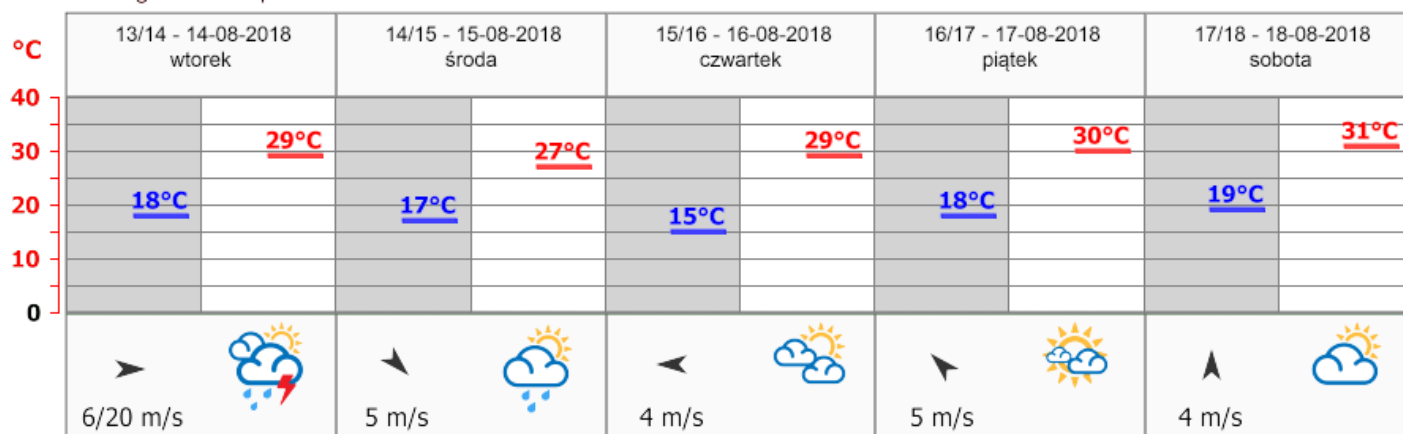 13/14 - 14-08-2018 14/15 - 15-08-2018 15/16 - 16-08-2018 16/17 - 17-08-2018 17/18 - 18-08-2018
°C wtorek środa czwartek piątek sobota
40
29°C 27°C 29°C 30°C 31°C
30
18°C 17°C 15°C 18°C 19°C
20
10
0
6/20 m/s 5 m/s 4 m/s 5 m/s 4 m/s